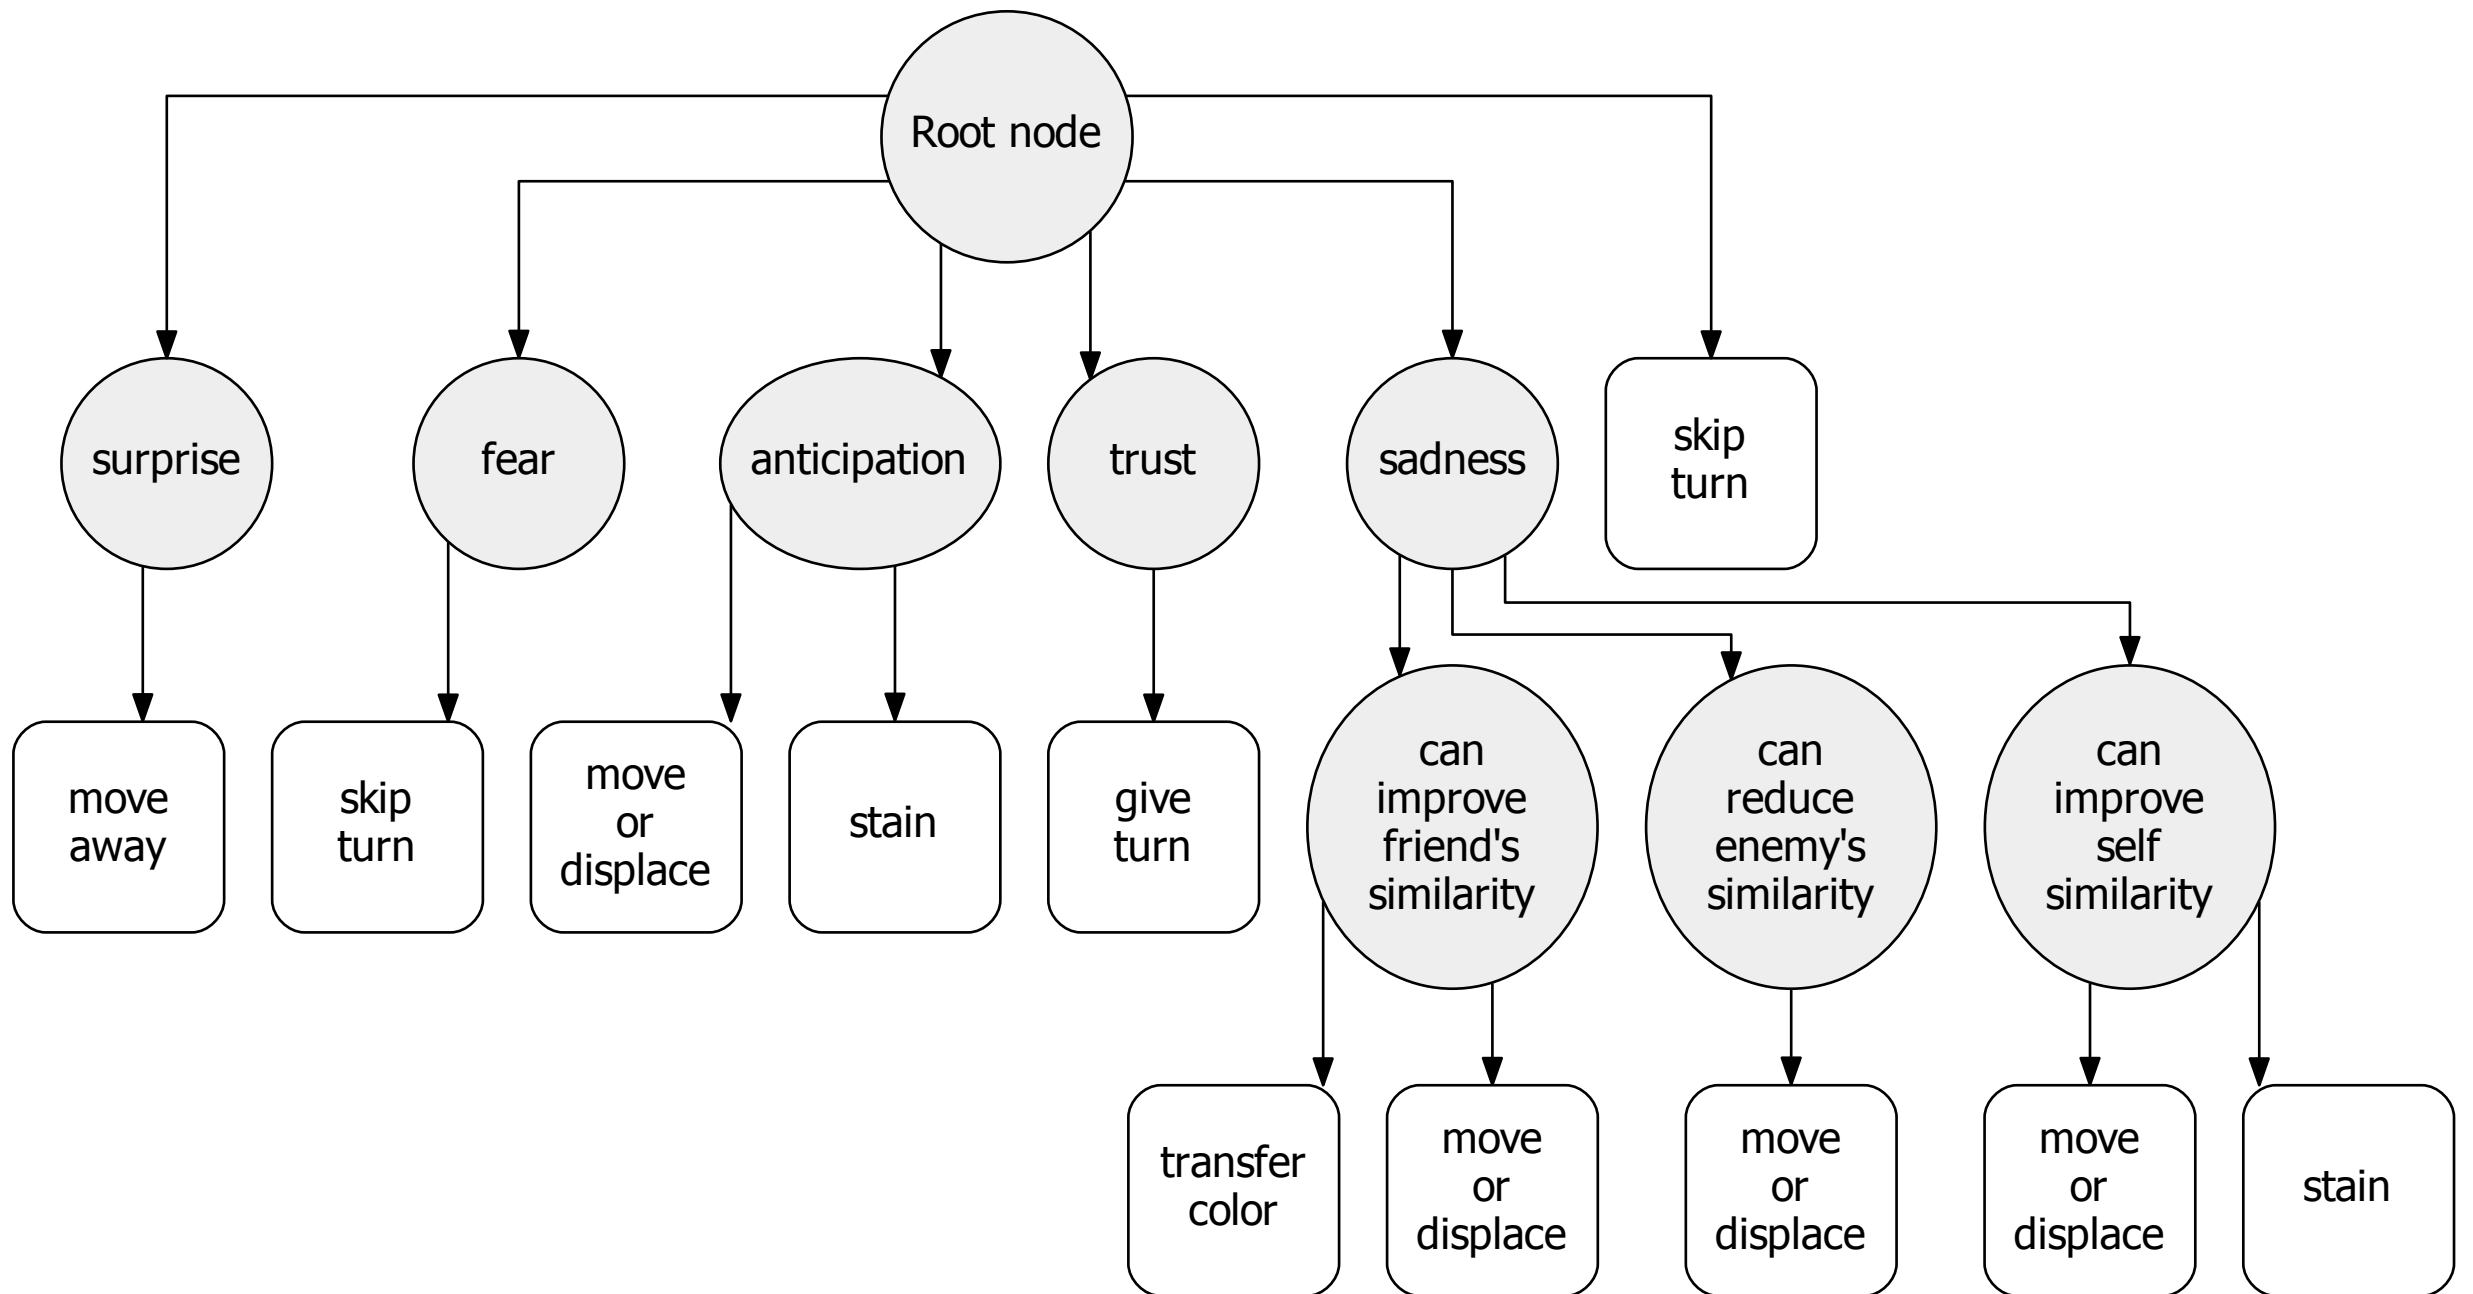 Root node
surprise
fear
anticipation
trust
sadness
skip
turn
move
away
skip
turn
move
or
displace
stain
give
turn
can
improve
friend's
similarity
can
reduce
enemy's
similarity
can
improve
self
similarity
transfer
color
move
or
displace
move
or
displace
move
or
displace
stain